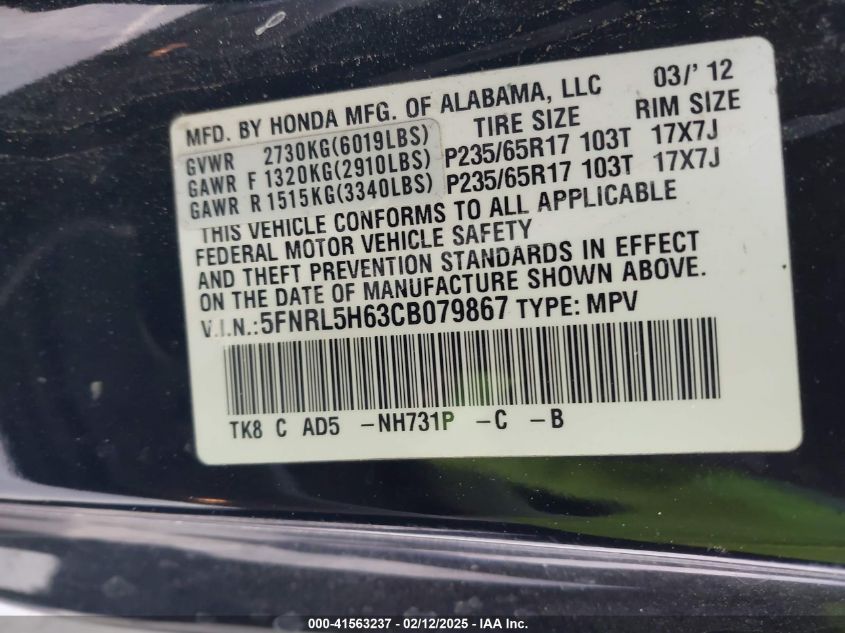 MFD. BY HONDA MFG. OF ALABAMA, LLC 03/' 12
TIRE SIZE RIM SIZE
GVWR 2730KG(6019LBS)
GAWR F 1320KG(2910LBS) P235/65R17 103T 17X7J
GAWR R 1515KG(3340LBS) P235/65R17 103T 17X7J
THIS VEHICLE CONFORMS TO ALL APPLICABLE
FEDERAL MOTOR VEHICLE SAFETY
AND THEFT PREVENTION STANDARDS IN EFFECT
ON THE DATE OF MANUFACTURE SHOWN ABOVE.
V.I.N.:5FNRL5H63CB079867 TYPE: MPV
TK8 C AD5 -NH731P -C -B
000-41563237 - 02/12/2025 - IAA Inc.